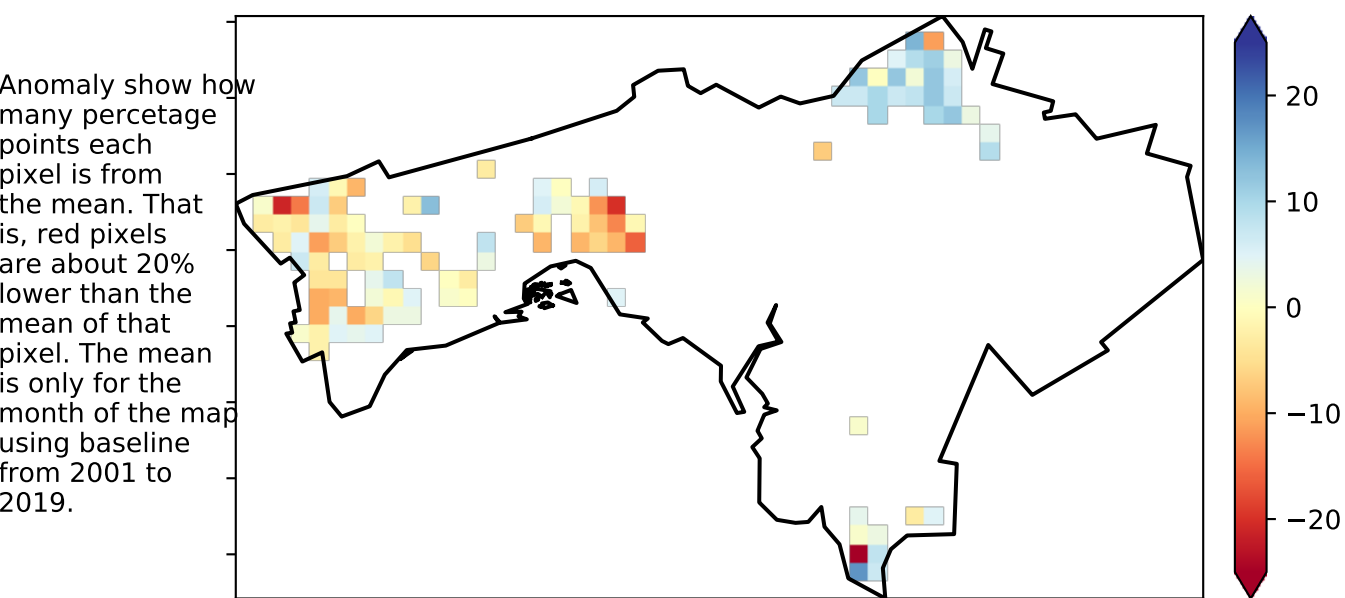 Anomaly show how
many percetage
points each
pixel is from
the mean. That
is, red pixels
are about 20%
lower than the
mean of that
pixel. The mean
is only for the
month of the map
using baseline
from 2001 to
2019.
20
10
0
−10
−20